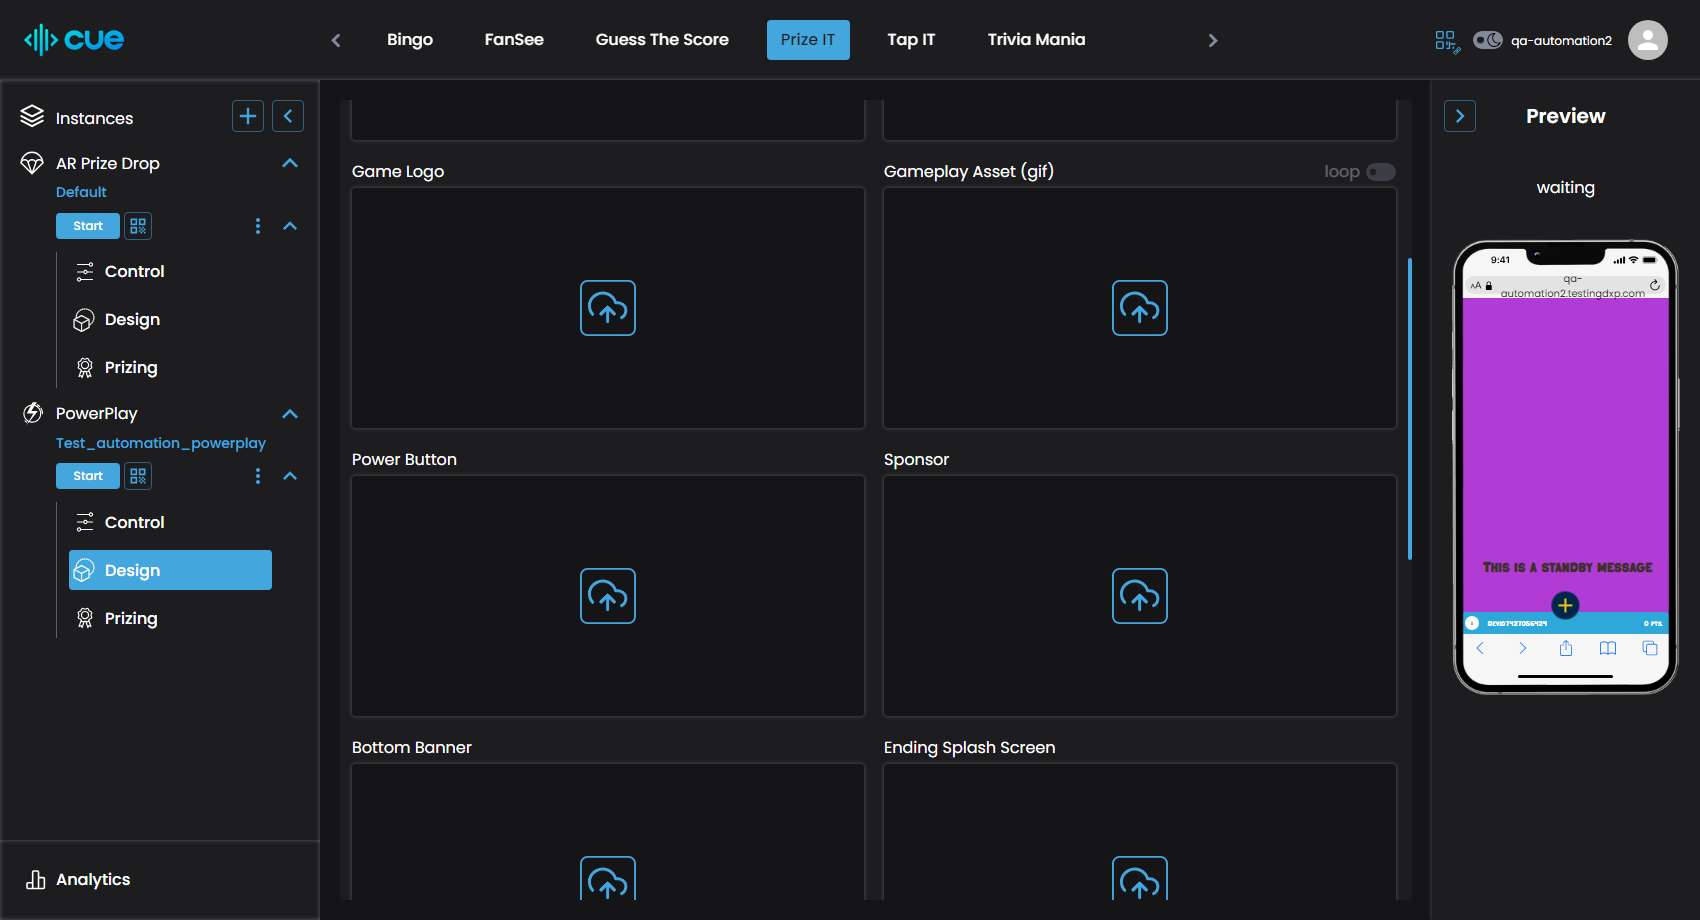 cue
Bingo
FanSee
Guess The Score
Prize IT
Tap IT
Trivia Mania
qa-automation2
Instances
AR Prize Drop
Default
Start
Control
Design
Prizing
PowerPlay
Test_automation_powerplay
Start
Control
Design
Prizing
Analytics
Game Logo
Gameplay Asset (gif)
loop
Power Button
Sponsor
Bottom Banner
Ending Splash Screen
Preview
waiting
9:41
AA
qa-
automation2.testingdxp.com
This is a standby message
0 PTS.